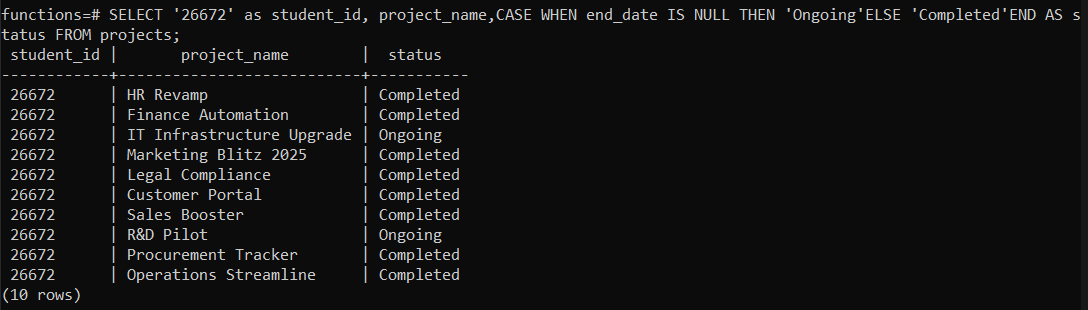 functions=# SELECT '26672' as student_id, project_name,CASE WHEN end_date IS NULL THEN 'Ongoing'ELSE 'Completed'END AS s
tatus FROM projects;
 student_id |       project_name        |  status
------------+---------------------------+-----------
 26672      | HR Revamp                 | Completed
 26672      | Finance Automation        | Completed
 26672      | IT Infrastructure Upgrade | Ongoing
 26672      | Marketing Blitz 2025      | Completed
 26672      | Legal Compliance          | Completed
 26672      | Customer Portal           | Completed
 26672      | Sales Booster             | Completed
 26672      | R&D Pilot                 | Ongoing
 26672      | Procurement Tracker       | Completed
 26672      | Operations Streamline     | Completed
(10 rows)